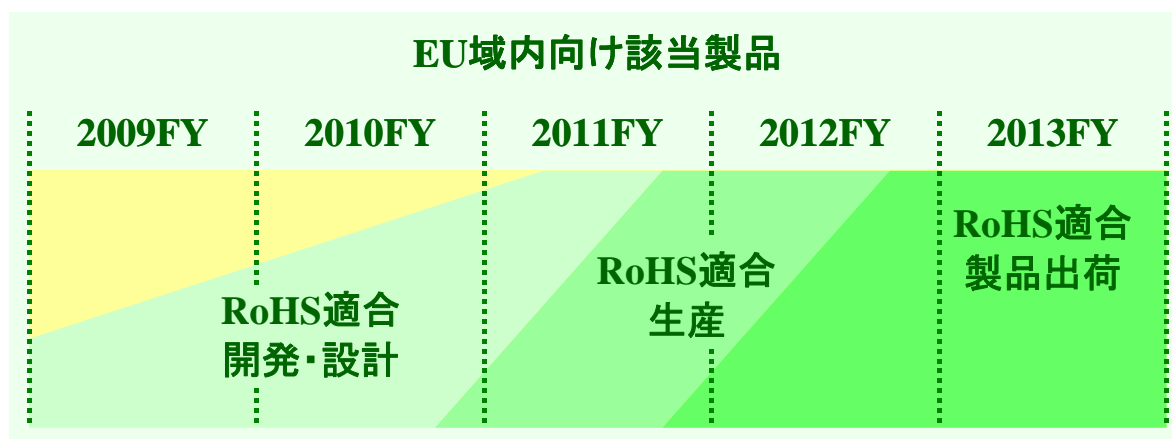 EU域内向け該当製品
2009FY 2010FY 2011FY 2012FY 2013FY
RoHS適合
製品出荷
RoHS適合
生産
RoHS適合
開発・設計